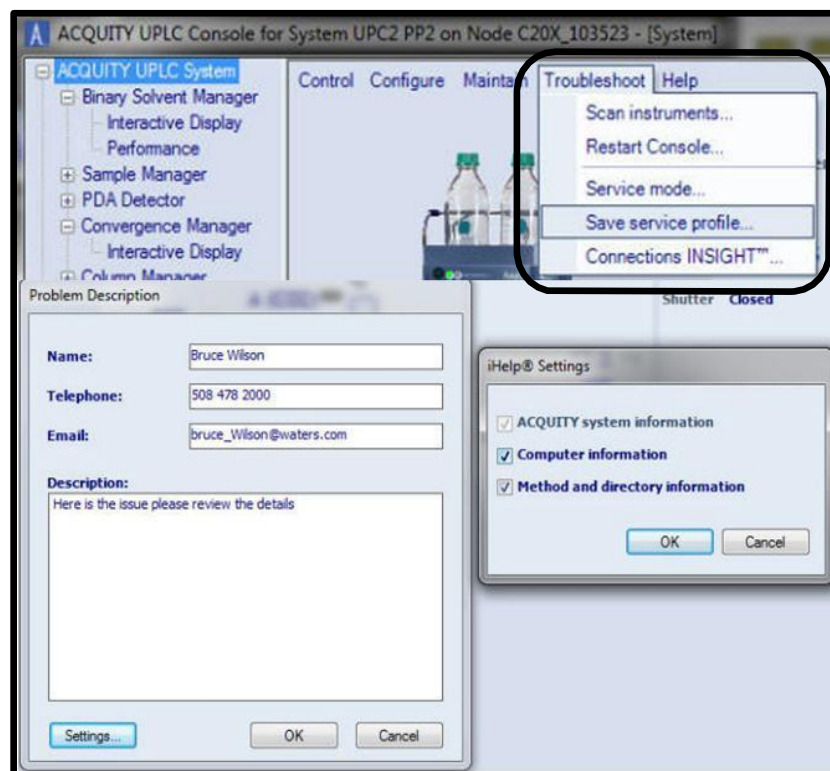 ACQUITY UPLC Console for System UPC2 PP2 on Node C20X_103523 - [System]
ACQUITY UPLC System
Binary Solvent Manager
Interactive Display
Performance
Sample Manager
PDA Detector
Convergence Manager
Interactive Display
Column Manager
Control Configure Maintain Troubleshoot Help
Scan instruments...
Restart Console...
Service mode...
Save service profile...
Connections INSIGHT™...
Shutter Closed
Problem Description
Name: Bruce Wilson
Telephone: 508 478 2000
Email: bruce_Wilson@waters.com
Description:
Here is the issue please review the details
Settings... OK Cancel
iHelp® Settings
ACQUITY system information
Computer information
Method and directory information
OK Cancel